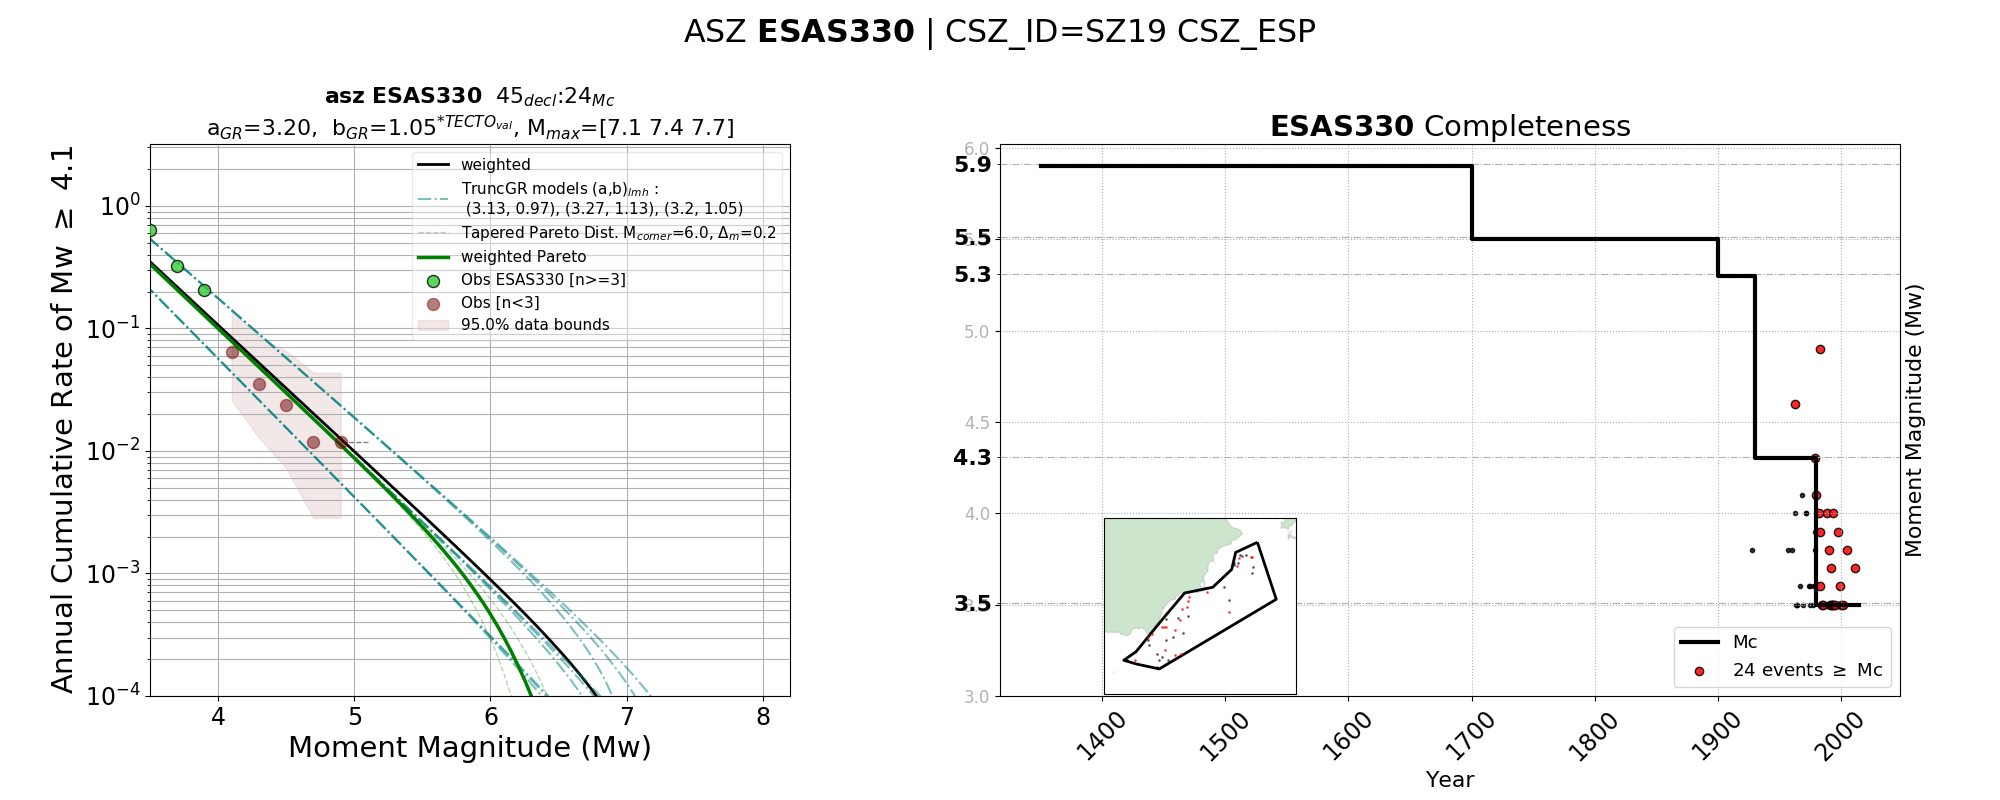 ASZ ESAS330 | CSZ_ID=SZ19 CSZ_ESP
asz ESAS330 45decl:24Mc
aGR=3.20, bGR=1.05*TECTOval, Mmax=[7.1 7.4 7.7]
Annual Cumulative Rate of Mw ≥ 4.1
10^0
10^−1
10^−2
10^−3
10^−4
weighted
TruncGR models (a,b)lmh :
(3.13, 0.97), (3.27, 1.13), (3.2, 1.05)
Tapered Pareto Dist. Mcorner=6.0, Δm=0.2
weighted Pareto
Obs ESAS330 [n>=3]
Obs [n<3]
95.0% data bounds
4 5 6 7 8
Moment Magnitude (Mw)
ESAS330 Completeness
6.0
5.9
5.5
5.3
5.0
4.5
4.3
4.0
3.5
3.0
Moment Magnitude (Mw)
Mc
24 events ≥ Mc
1400 1500 1600 1700 1800 1900 2000
Year